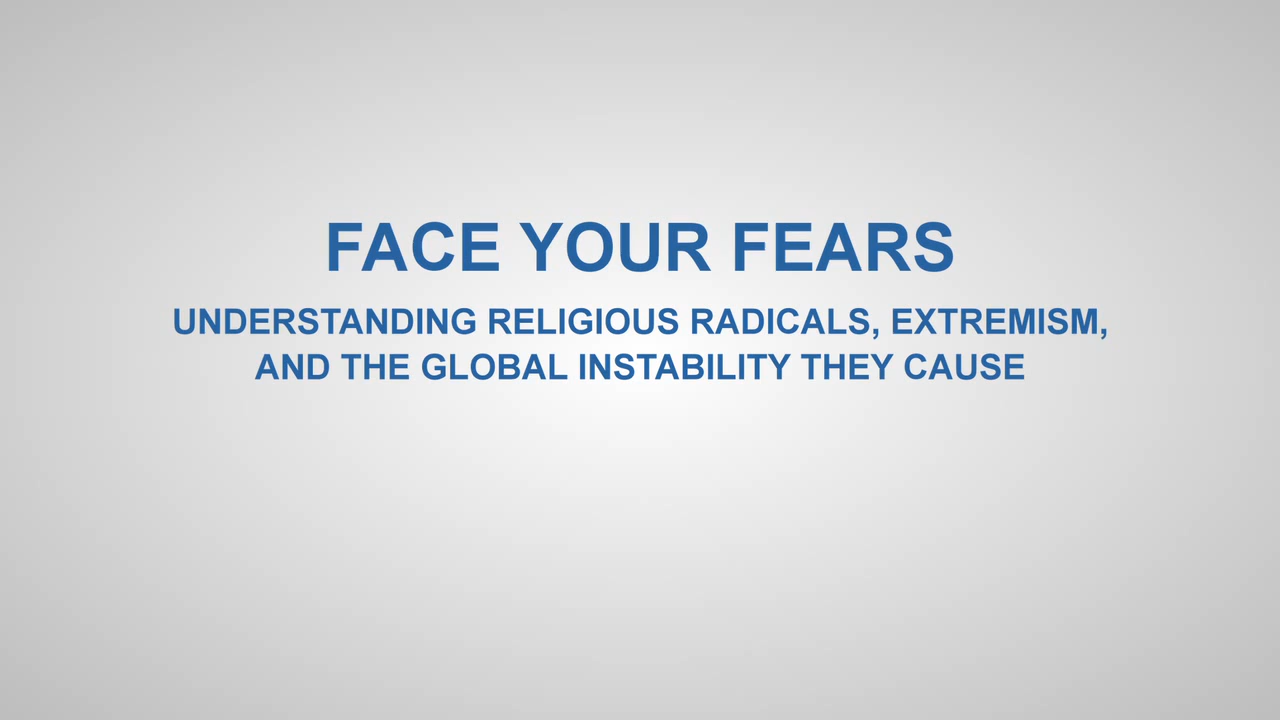 FACE YOUR FEARS
UNDERSTANDING RELIGIOUS RADICALS, EXTREMISM,
AND THE GLOBAL INSTABILITY THEY CAUSE